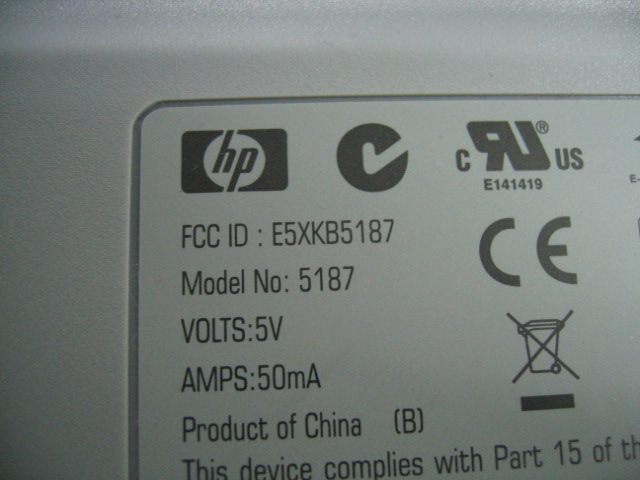 hp
c RU® US
E141419
E-
FCC ID : E5XKB5187
CE
Model No: 5187
VOLTS:5V
AMPS:50mA
Product of China (B)
This device complies with Part 15 of th